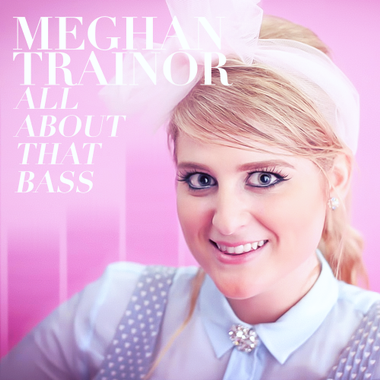 MEGHAN
TRAINOR
ALL
ABOUT
THAT
BASS